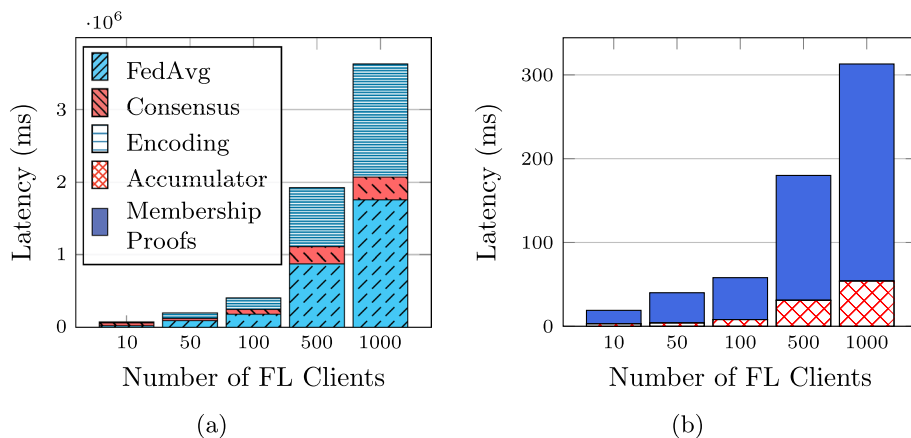 ·10⁶
3
2
1
0
Latency (ms)
FedAvg
Consensus
Encoding
Accumulator
Membership
Proofs
10 50 100 500 1000
Number of FL Clients
(a)
300
200
100
0
Latency (ms)
10 50 100 500 1000
Number of FL Clients
(b)